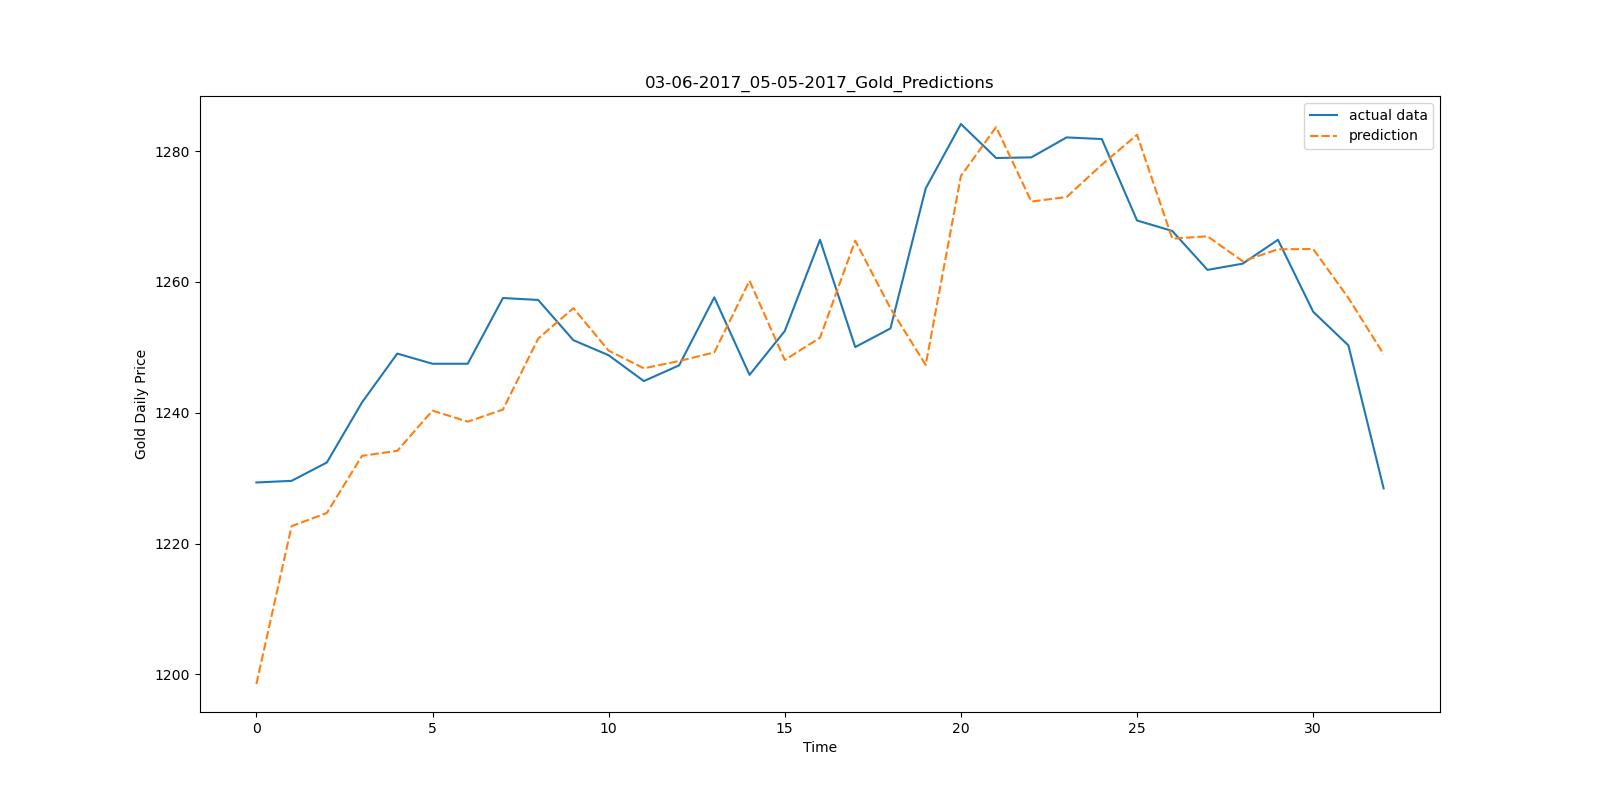 03-06-2017_05-05-2017_Gold_Predictions
actual data
prediction
Gold Daily Price
1280
1260
1240
1220
1200
0 5 10 15 20 25 30
Time